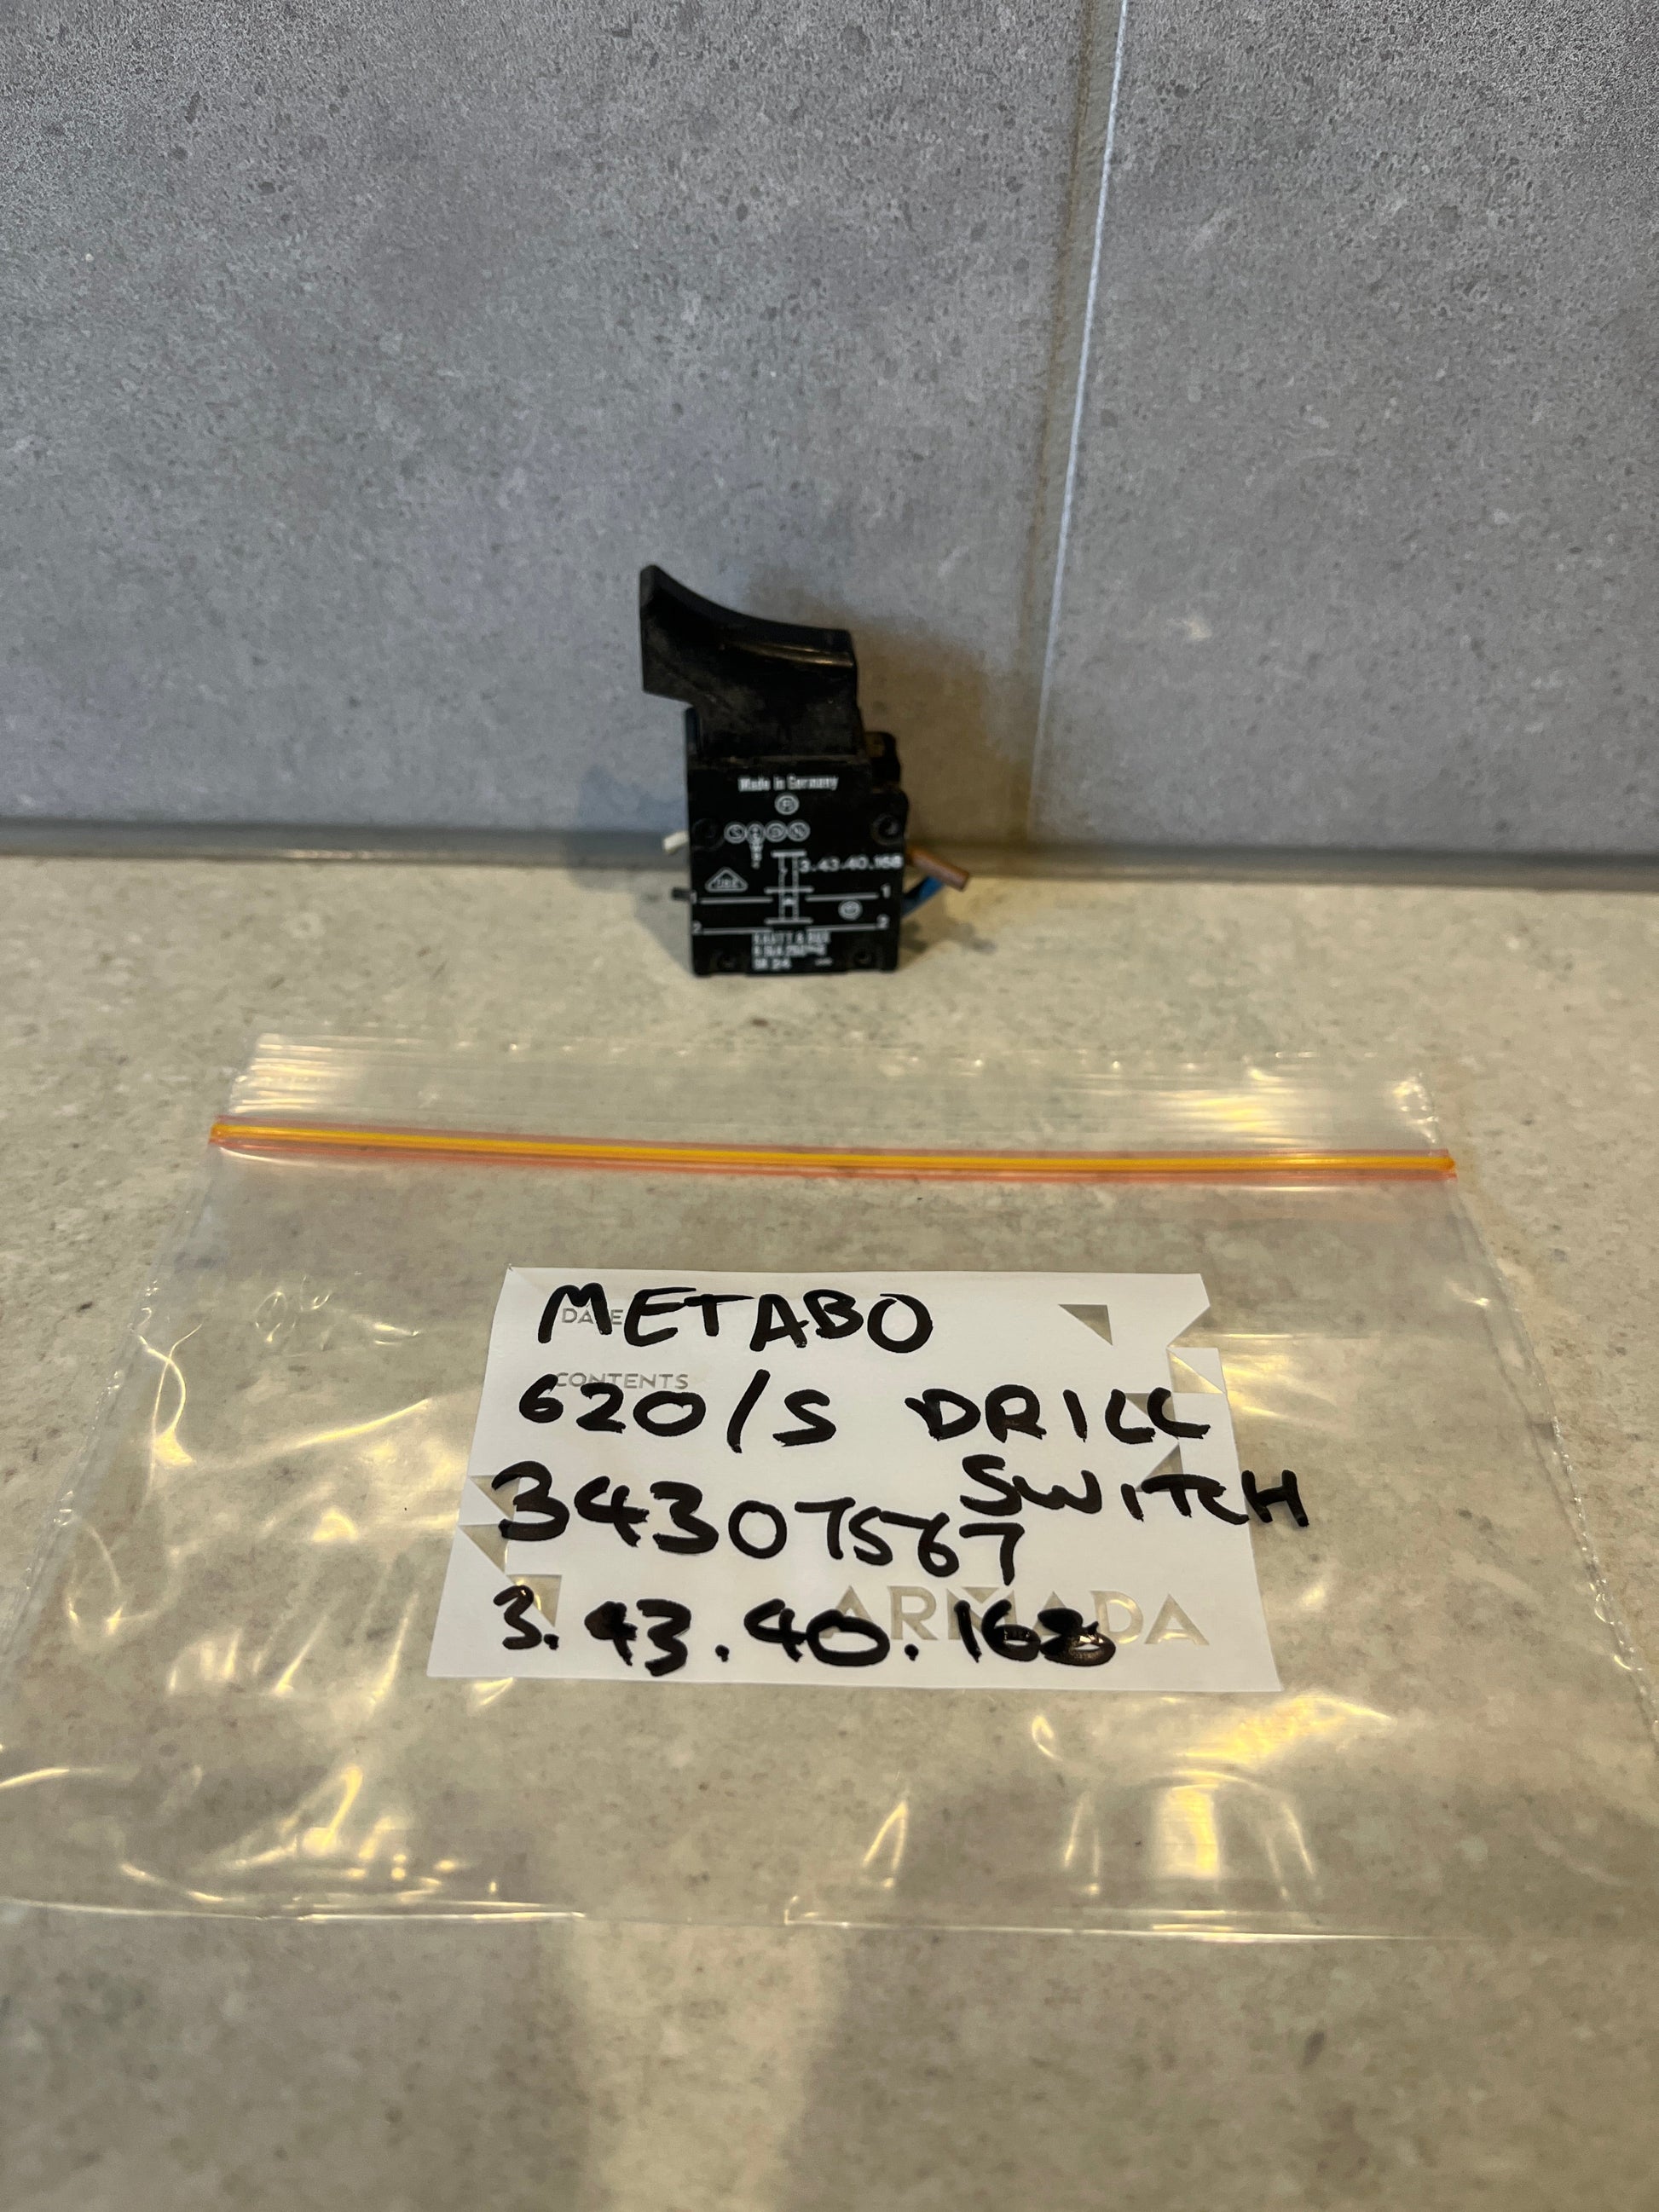 Made in Germany
3.43.40.168
1 1
2 2
METABO
DATE
CONTENTS
620/S DRILL
SWITCH
34307567
3.43.40.168
ARMADA